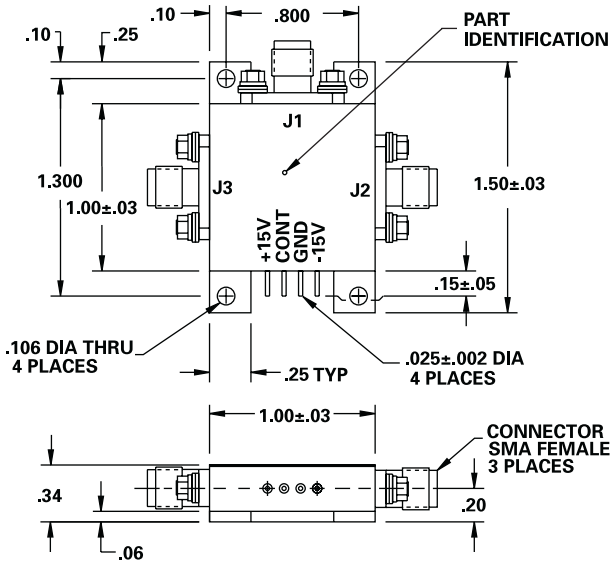 .10
.800
PART
IDENTIFICATION
.10
.25
J1
1.300
J3
J2
1.50±.03
1.00±.03
+15V
CONT
GND
-15V
.15±.05
.106 DIA THRU
4 PLACES
.025±.002 DIA
4 PLACES
.25 TYP
1.00±.03
CONNECTOR
SMA FEMALE
3 PLACES
.34
.20
.06